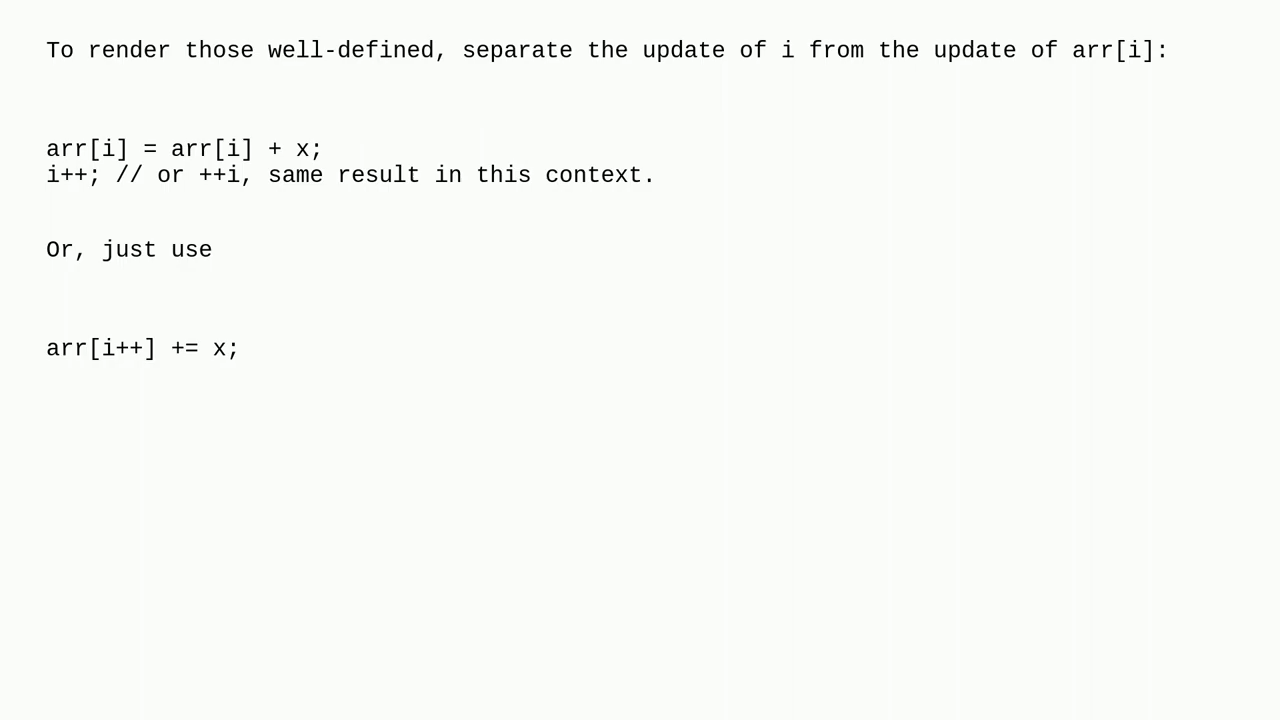 To render those well-defined, separate the update of i from the update of arr[i]:
arr[i] = arr[i] + x;
i++; // or ++i, same result in this context.
Or, just use
arr[i++] += x;